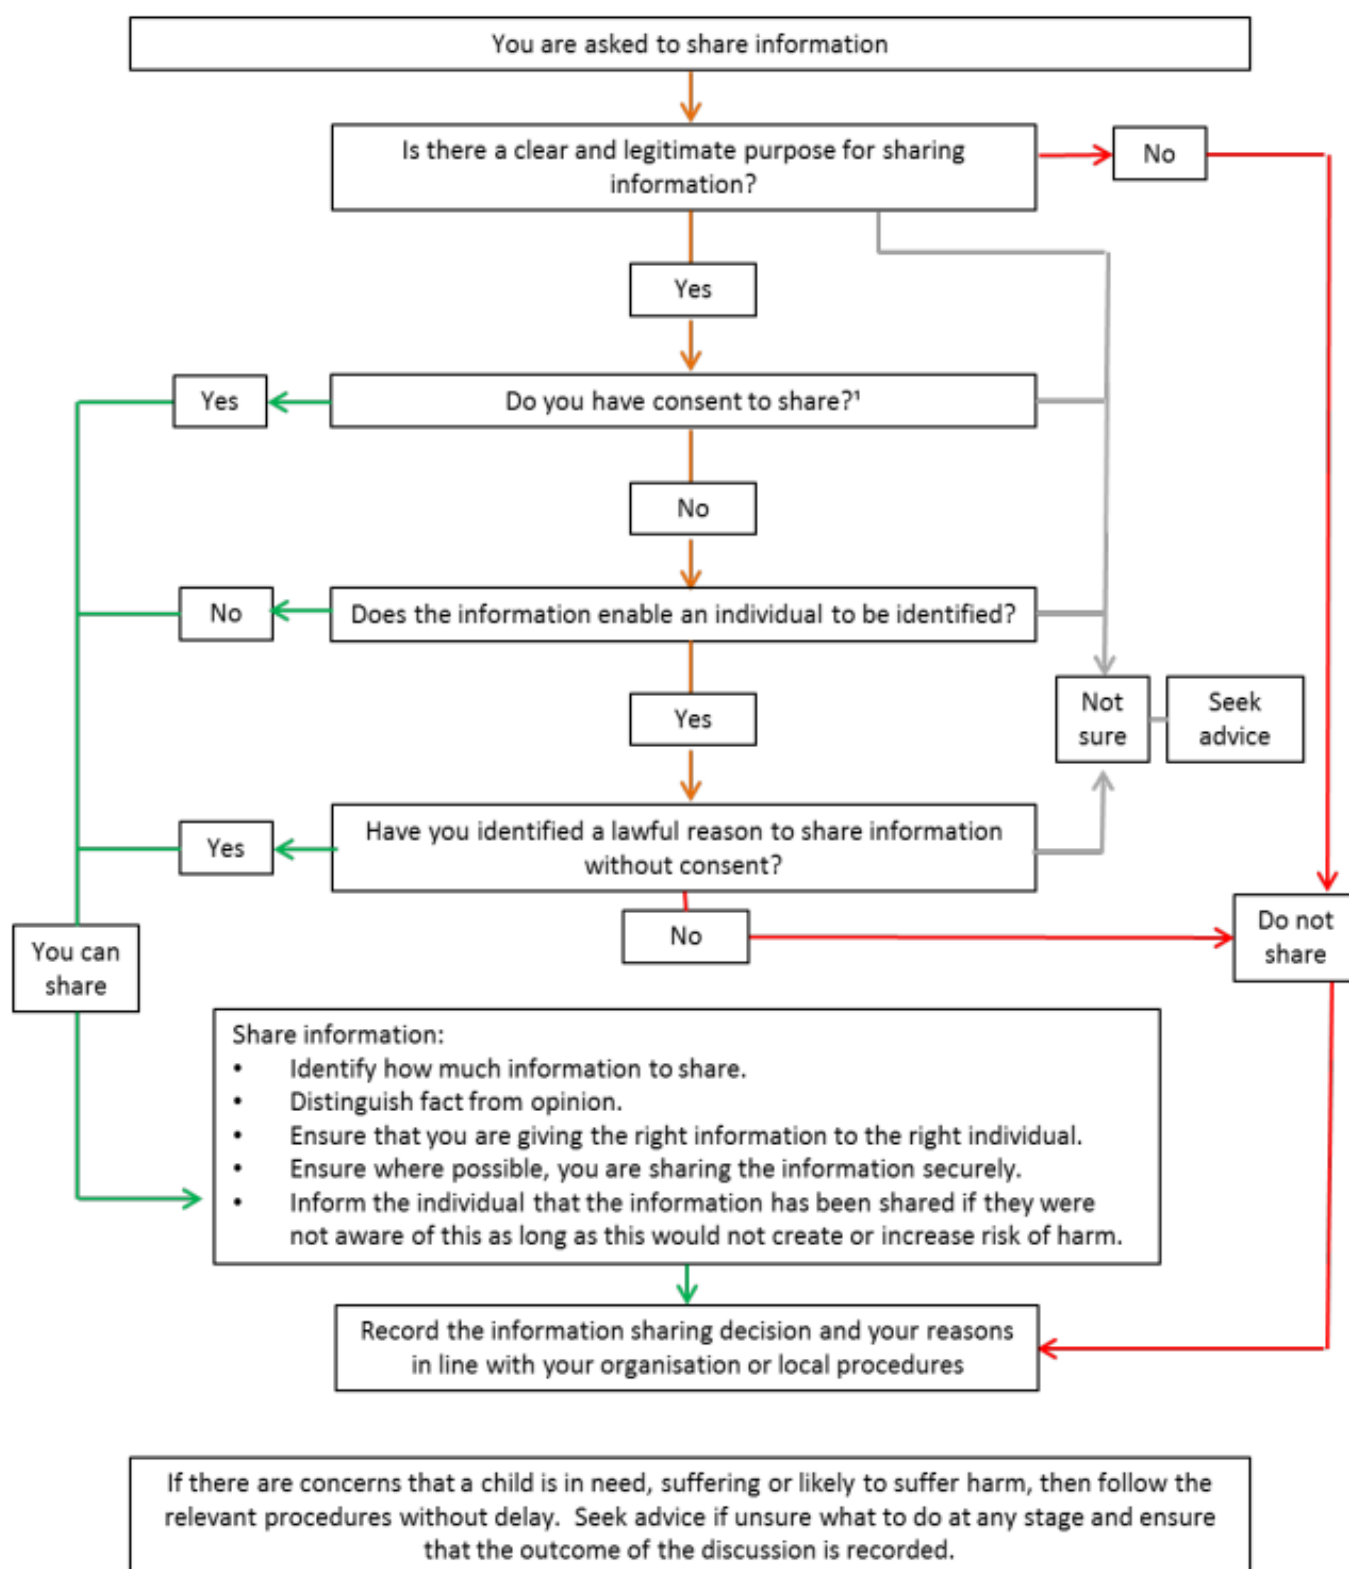 You are asked to share information
Is there a clear and legitimate purpose for sharing
information?
No
Yes
Yes
Do you have consent to share?¹
No
No
Does the information enable an individual to be identified?
Yes
Not
sure
Seek
advice
Yes
Have you identified a lawful reason to share information
without consent?
No
Do not
share
You can
share
Share information:
• Identify how much information to share.
• Distinguish fact from opinion.
• Ensure that you are giving the right information to the right individual.
• Ensure where possible, you are sharing the information securely.
• Inform the individual that the information has been shared if they were
not aware of this as long as this would not create or increase risk of harm.
Record the information sharing decision and your reasons
in line with your organisation or local procedures
If there are concerns that a child is in need, suffering or likely to suffer harm, then follow the
relevant procedures without delay. Seek advice if unsure what to do at any stage and ensure
that the outcome of the discussion is recorded.